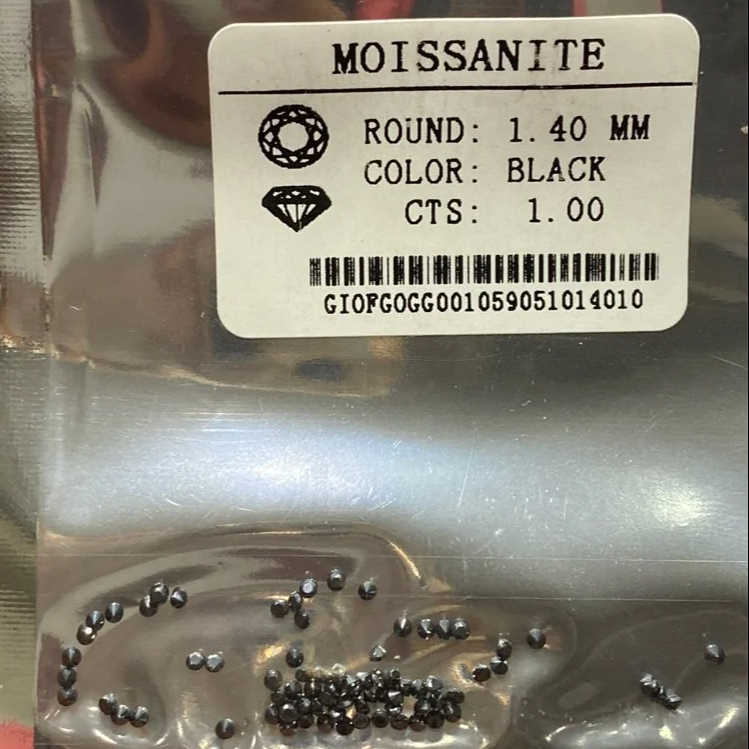 MOISSANITE
ROUND: 1.40 MM
COLOR: BLACK
CTS: 1.00
GIOFGOGG001059051014010